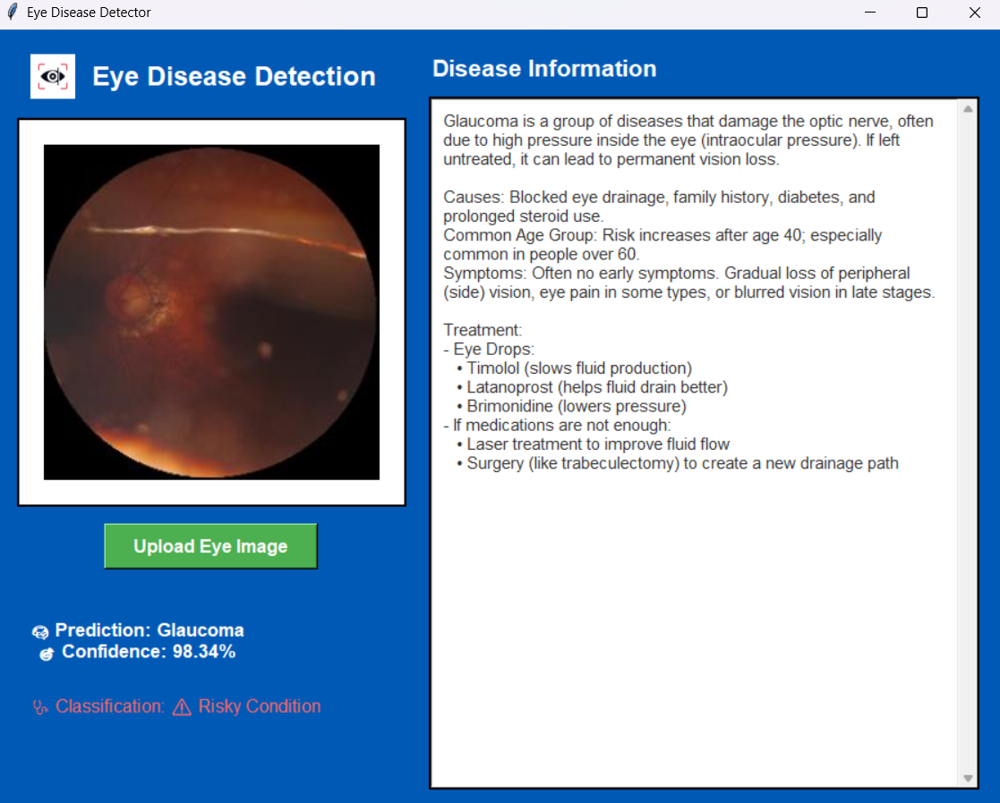 Eye Disease Detector
Eye Disease Detection
Upload Eye Image
Prediction: Glaucoma
Confidence: 98.34%
Classification: ⚠ Risky Condition
Disease Information
Glaucoma is a group of diseases that damage the optic nerve, often
due to high pressure inside the eye (intraocular pressure). If left
untreated, it can lead to permanent vision loss.
Causes: Blocked eye drainage, family history, diabetes, and
prolonged steroid use.
Common Age Group: Risk increases after age 40; especially
common in people over 60.
Symptoms: Often no early symptoms. Gradual loss of peripheral
(side) vision, eye pain in some types, or blurred vision in late stages.
Treatment:
- Eye Drops:
• Timolol (slows fluid production)
• Latanoprost (helps fluid drain better)
• Brimonidine (lowers pressure)
- If medications are not enough:
• Laser treatment to improve fluid flow
• Surgery (like trabeculectomy) to create a new drainage path